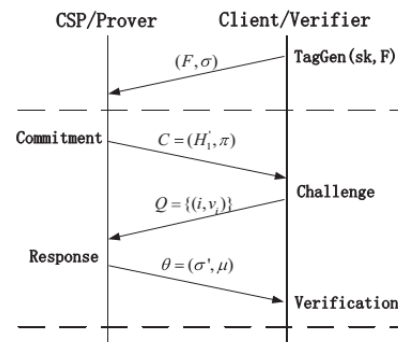 CSP/Prover Client/Verifier
(F,σ) TagGen(sk,F)
Commitment C = (H₁′,π)
Q = {(i,vᵢ)} Challenge
Response θ = (σ',μ)
Verification